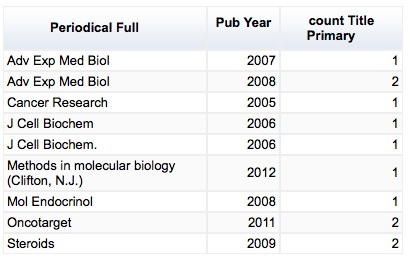 Periodical Full Pub Year count Title
Primary
Adv Exp Med Biol 2007 1
Adv Exp Med Biol 2008 2
Cancer Research 2005 1
J Cell Biochem 2006 1
J Cell Biochem. 2006 1
Methods in molecular biology
(Clifton, N.J.) 2012 1
Mol Endocrinol 2008 1
Oncotarget 2011 2
Steroids 2009 2